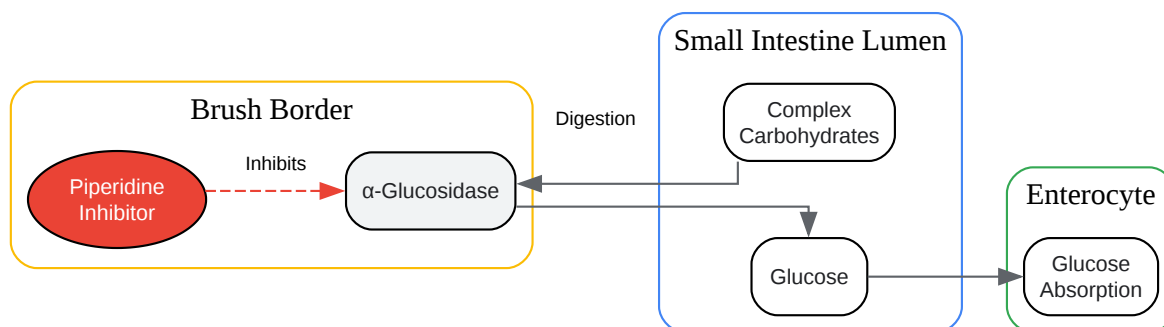 Small Intestine Lumen
Brush Border
Digestion
Complex
Carbohydrates
Inhibits
Piperidine
Inhibitor
α-Glucosidase
Enterocyte
Glucose
Glucose
Absorption